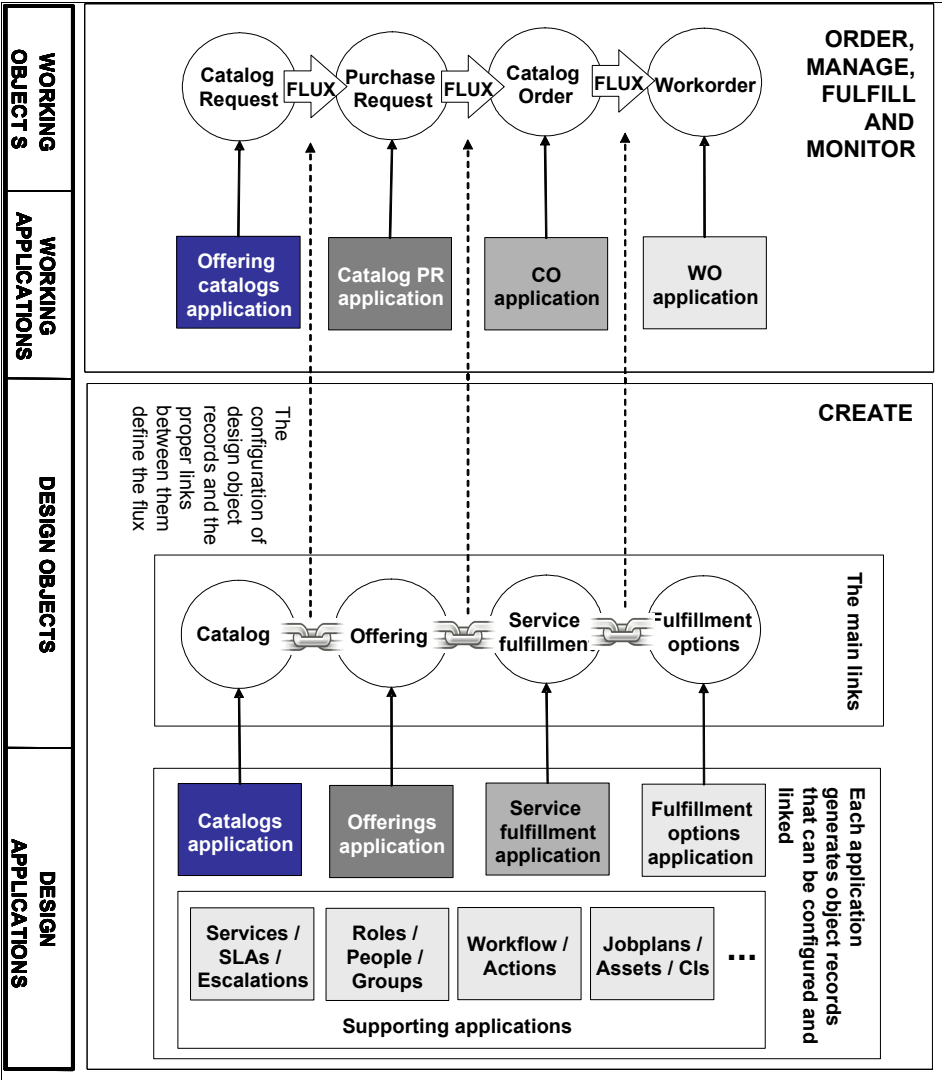 WORKING
OBJECT S
WORKING
APPLICATIONS
DESIGN OBJECTS
DESIGN
APPLICATIONS
ORDER,
MANAGE,
FULFILL
AND
MONITOR
Catalog
Request
FLUX
Purchase
Request
FLUX
Catalog
Order
FLUX
Workorder
Offering
catalogs
application
Catalog PR
application
CO
application
WO
application
CREATE
The
configuration of
design object
records and the
proper links
between them
define the flux
Catalog
Offering
Service
fulfillment
Fulfillment
options
The main links
Catalogs
application
Offerings
application
Service
fulfillment
application
Fulfillment
options
application
Each application
generates object records
that can be configured and
linked
Services /
SLAs /
Escalations
Roles /
People /
Groups
Workflow /
Actions
Jobplans /
Assets / CIs
...
Supporting applications